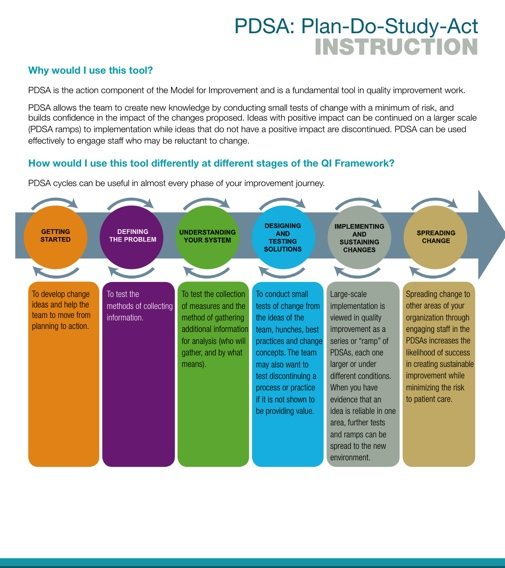 PDSA: Plan-Do-Study-Act
INSTRUCTION
Why would I use this tool?
PDSA is the action component of the Model for Improvement and is a fundamental tool in quality improvement work.
PDSA allows the team to create new knowledge by conducting small tests of change with a minimum of risk, and
builds confidence in the impact of the changes proposed. Ideas with positive impact can be continued on a larger scale
(PDSA ramps) to implementation while ideas that do not have a positive impact are discontinued. PDSA can be used
effectively to engage staff who may be reluctant to change.
How would I use this tool differently at different stages of the QI Framework?
PDSA cycles can be useful in almost every phase of your improvement journey.
GETTING
STARTED
DEFINING
THE PROBLEM
UNDERSTANDING
YOUR SYSTEM
DESIGNING
AND
TESTING
SOLUTIONS
IMPLEMENTING
AND
SUSTAINING
CHANGES
SPREADING
CHANGE
To develop change
ideas and help the
team to move from
planning to action.
To test the
methods of collecting
information.
To test the collection
of measures and the
method of gathering
additional information
for analysis (who will
gather, and by what
means).
To conduct small
tests of change from
the ideas of the
team, hunches, best
practices and change
concepts. The team
may also want to
test discontinuing a
process or practice
if it is not shown to
be providing value.
Large-scale
implementation is
viewed in quality
improvement as a
series or “ramp” of
PDSAs, each one
larger or under
different conditions.
When you have
evidence that an
idea is reliable in one
area, further tests
and ramps can be
spread to the new
environment.
Spreading change to
other areas of your
organization through
engaging staff in the
PDSAs increases the
likelihood of success
in creating sustainable
improvement while
minimizing the risk
to patient care.